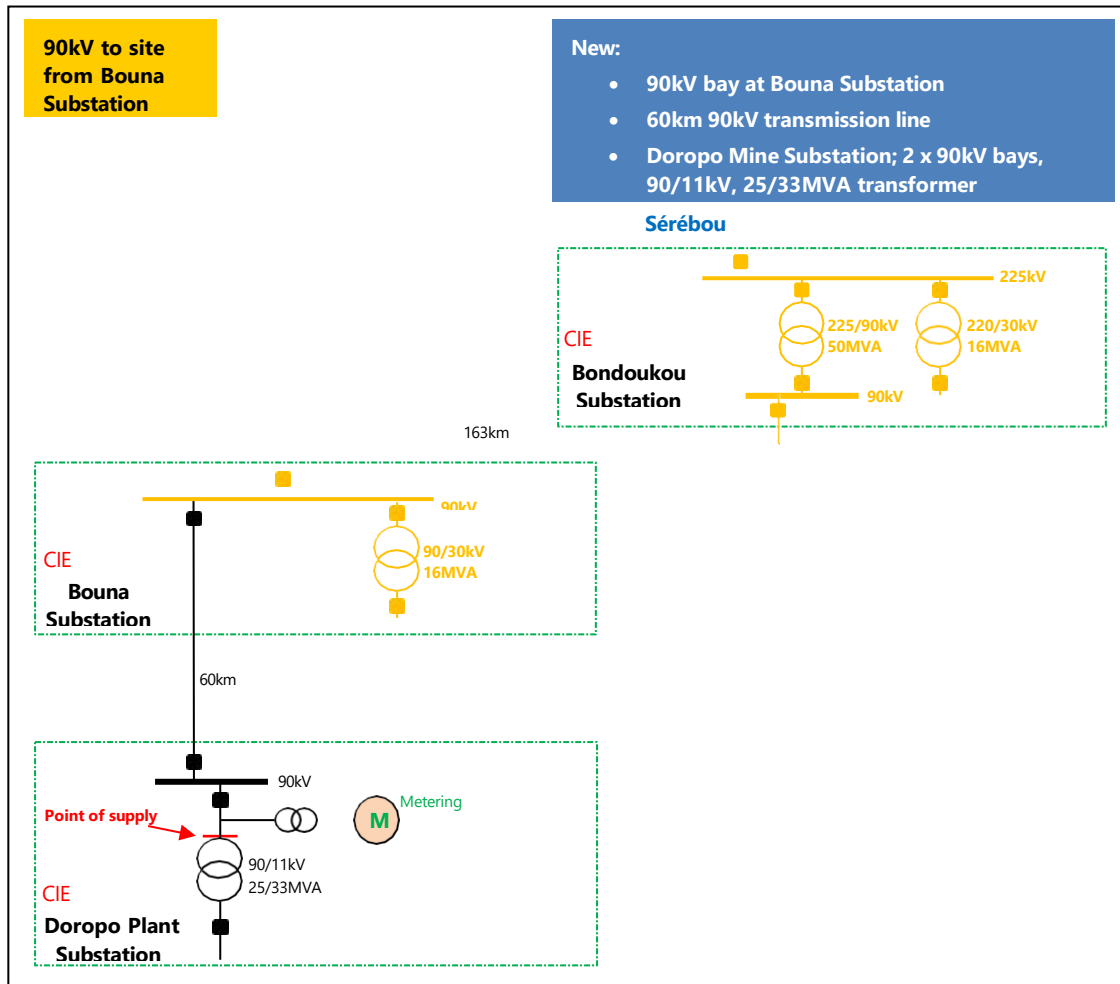 90kV to site
from Bouna
Substation
New:
• 90kV bay at Bouna Substation
• 60km 90kV transmission line
• Doropo Mine Substation; 2 x 90kV bays,
90/11kV, 25/33MVA transformer
Sérébou
225kV
225/90kV
50MVA
220/30kV
16MVA
CIE
Bondoukou
Substation
90kV
163km
90kV
90/30kV
16MVA
CIE
Bouna
Substation
60km
90kV
Metering
M
Point of supply
90/11kV
25/33MVA
CIE
Doropo Plant
Substation